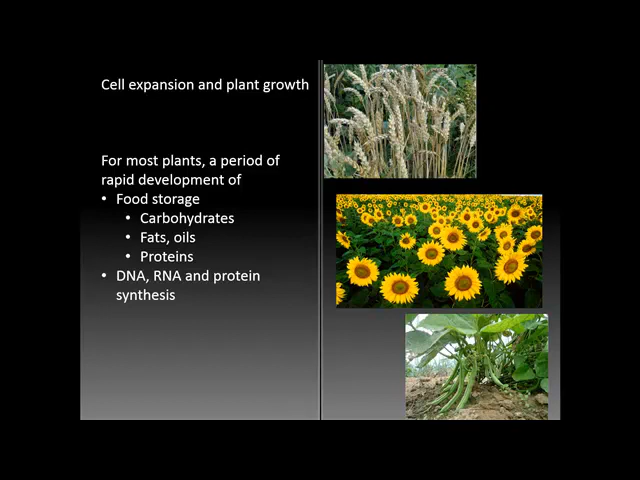 Cell expansion and plant growth
For most plants, a period of
rapid development of
• Food storage
• Carbohydrates
• Fats, oils
• Proteins
• DNA, RNA and protein
synthesis